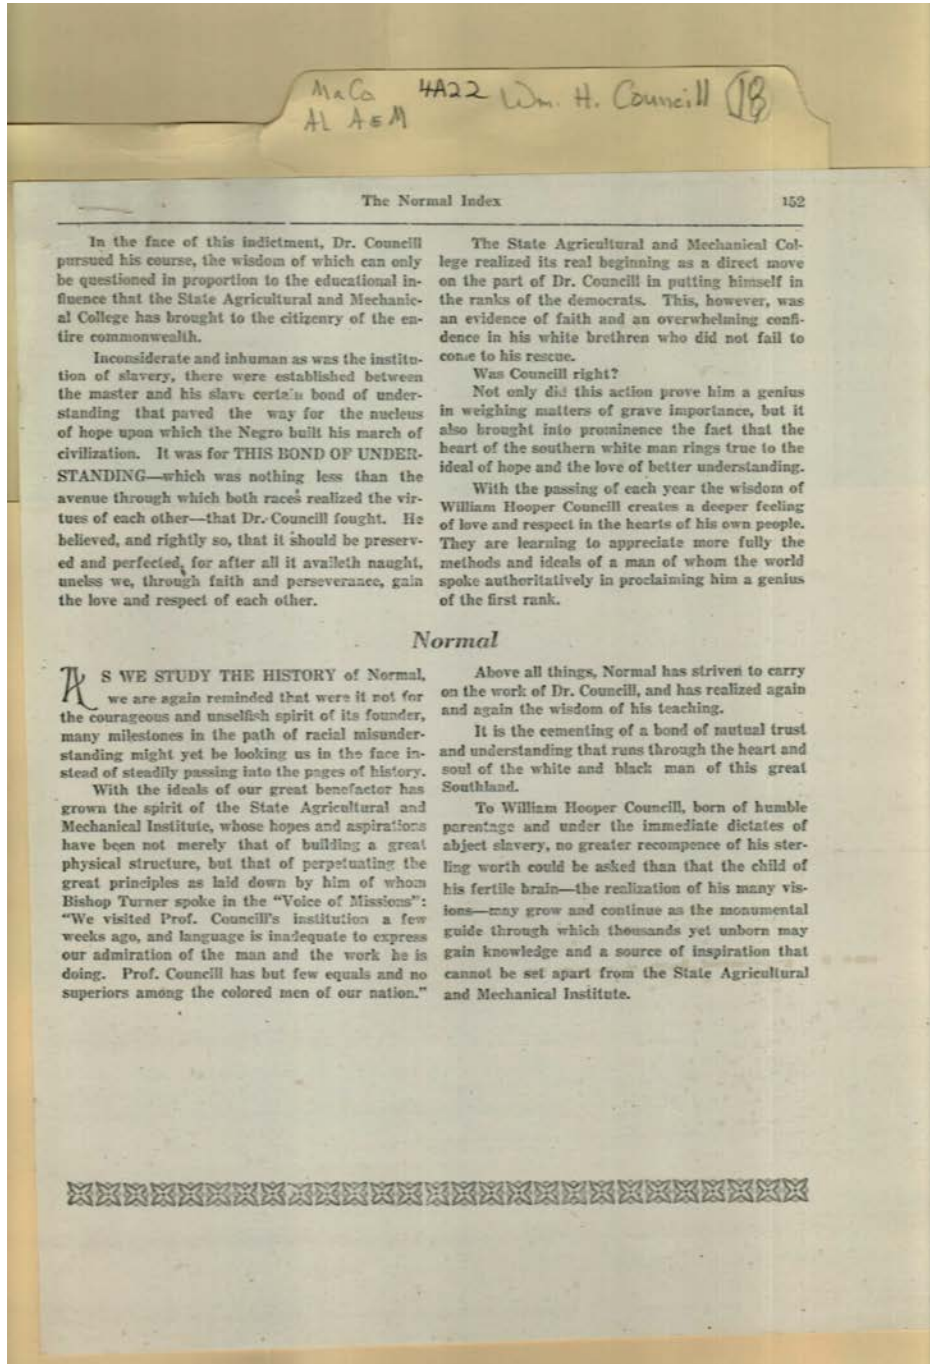 MaCo 4A22 Wm. H. Councill 18
AL A&M
The Normal Index 152
In the face of this indictment, Dr. Councill
pursued his course, the wisdom of which can only
be questioned in proportion to the educational in-
fluence that the State Agricultural and Mechanic-
al College has brought to the citizenry of the en-
tire commonwealth.
Inconsiderate and inhuman as was the institu-
tion of slavery, there were established between
the master and his slave certain bond of under-
standing that paved the way for the nucleus
of hope upon which the Negro built his march of
civilization. It was for THIS BOND OF UNDER-
STANDING—which was nothing less than the
avenue through which both races realized the vir-
tues of each other—that Dr. Councill fought. He
believed, and rightly so, that it should be preserv-
ed and perfected, for after all it availeth naught,
unelss we, through faith and perseverance, gain
the love and respect of each other.
The State Agricultural and Mechanical Col-
lege realized its real beginning as a direct move
on the part of Dr. Councill in putting himself in
the ranks of the democrats. This, however, was
an evidence of faith and an overwhelming confi-
dence in his white brethren who did not fail to
come to his rescue.
Was Councill right?
Not only did this action prove him a genius
in weighing matters of grave importance, but it
also brought into prominence the fact that the
heart of the southern white man rings true to the
ideal of hope and the love of better understanding.
With the passing of each year the wisdom of
William Hooper Councill creates a deeper feeling
of love and respect in the hearts of his own people.
They are learning to appreciate more fully the
methods and ideals of a man of whom the world
spoke authoritatively in proclaiming him a genius
of the first rank.
Normal
AS WE STUDY THE HISTORY of Normal,
we are again reminded that were it not for
the courageous and unselfish spirit of its founder,
many milestones in the path of racial misunder-
standing might yet be looking us in the face in-
stead of steadily passing into the pages of history.
With the ideals of our great benefactor has
grown the spirit of the State Agricultural and
Mechanical Institute, whose hopes and aspirations
have been not merely that of building a great
physical structure, but that of perpetuating the
great principles as laid down by him of whom
Bishop Turner spoke in the "Voice of Missions":
"We visited Prof. Councill's institution a few
weeks ago, and language is inadequate to express
our admiration of the man and the work he is
doing. Prof. Councill has but few equals and no
superiors among the colored men of our nation."
Above all things, Normal has striven to carry
on the work of Dr. Councill, and has realized again
and again the wisdom of his teaching.
It is the cementing of a bond of mutual trust
and understanding that runs through the heart and
soul of the white and black man of this great
Southland.
To William Hooper Councill, born of humble
parentage and under the immediate dictates of
abject slavery, no greater recompence of his ster-
ling worth could be asked than that the child of
his fertile brain—the realization of his many vis-
ions—may grow and continue as the monumental
guide through which thousands yet unborn may
gain knowledge and a source of inspiration that
cannot be set apart from the State Agricultural
and Mechanical Institute.